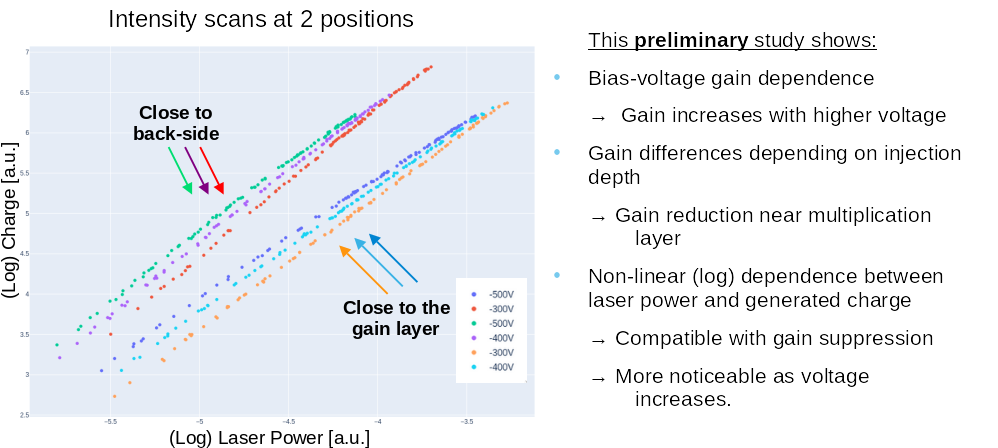 Intensity scans at 2 positions
7
6.5
6
5.5
5
4.5
4
3.5
3
2.5
(Log) Charge [a.u.]
Close to
back-side
Close to the
gain layer
-500V
-300V
-500V
-400V
-300V
-400V
−5.5
−5
−4.5
−4
−3.5
(Log) Laser Power [a.u.]
This preliminary study shows:
• Bias-voltage gain dependence
→ Gain increases with higher voltage
• Gain differences depending on injection
depth
→ Gain reduction near multiplication
layer
• Non-linear (log) dependence between
laser power and generated charge
→ Compatible with gain suppression
→ More noticeable as voltage
increases.